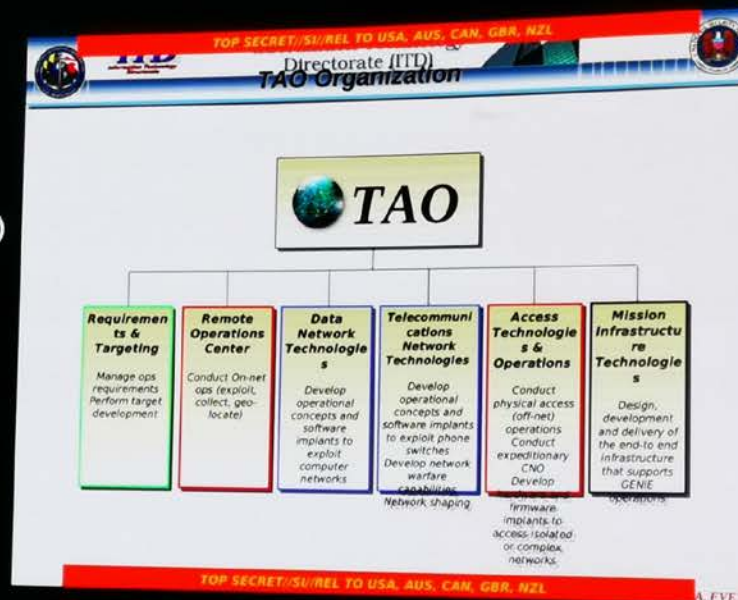 TOP SECRET//SI//REL TO USA, AUS, CAN, GBR, NZL
ITD
Information Technology
Directorate
Directorate (ITD)
TAO Organization
TAO
Requiremen
ts &
Targeting
Manage ops
requirements
Perform target
development
Remote
Operations
Center
Conduct On-net
ops (exploit,
collect, geo-
locate)
Data
Network
Technologie
s
Develop
operational
concepts and
software
implants to
exploit
computer
networks
Telecommuni
cations
Network
Technologies
Develop
operational
concepts and
software implants
to exploit phone
switches
Develop network
warfare
capabilities
Network shaping
Access
Technologie
s &
Operations
Conduct
physical access
(off-net)
operations
Conduct
expeditionary
CNO
Develop
hardware and
firmware
implants to
access isolated
or complex
networks
Mission
Infrastructu
re
Technologie
s
Design,
development
and delivery of
the end-to end
infrastructure
that supports
GENIE
operations
TOP SECRET//SI//REL TO USA, AUS, CAN, GBR, NZL